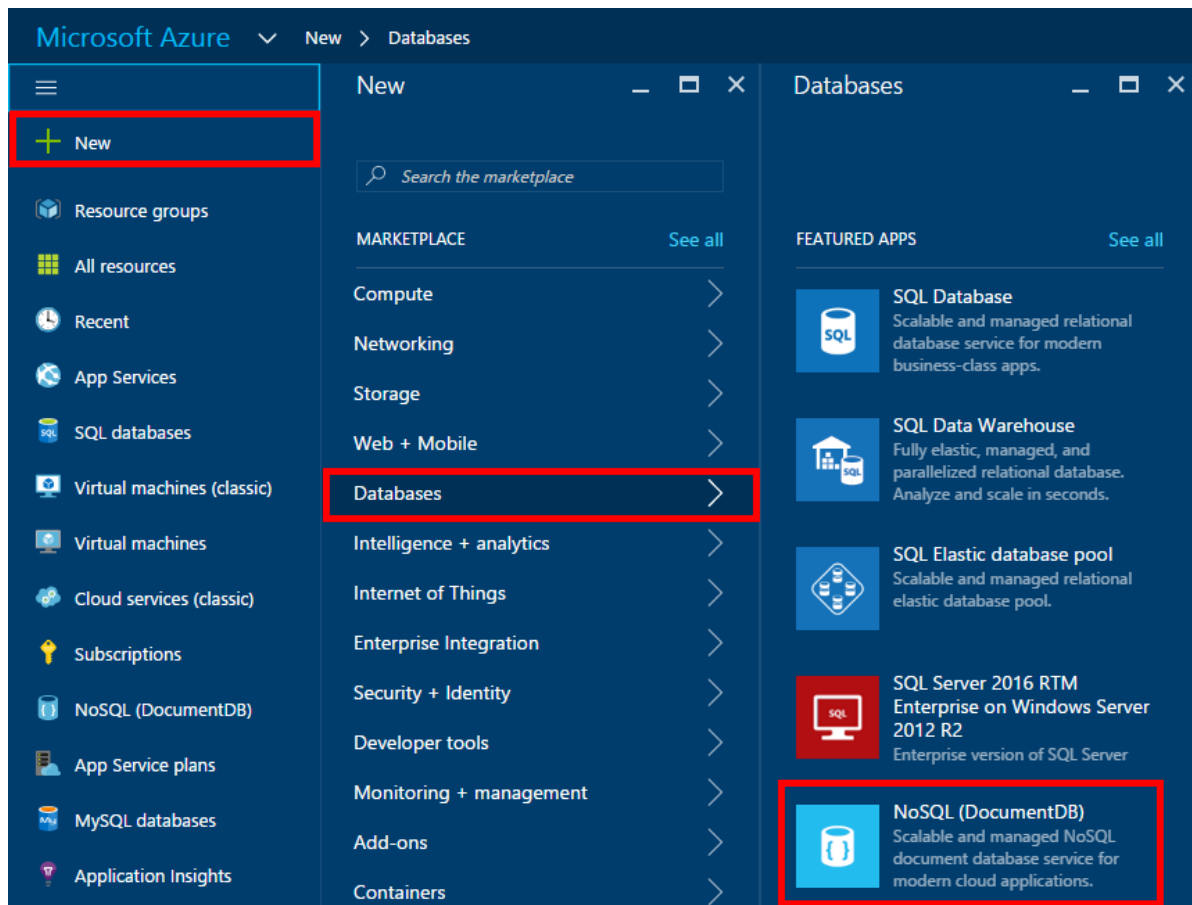 Microsoft Azure New > Databases
New
Resource groups
All resources
Recent
App Services
SQL databases
Virtual machines (classic)
Virtual machines
Cloud services (classic)
Subscriptions
NoSQL (DocumentDB)
App Service plans
MySQL databases
Application Insights
New
Search the marketplace
MARKETPLACE See all
Compute
Networking
Storage
Web + Mobile
Databases
Intelligence + analytics
Internet of Things
Enterprise Integration
Security + Identity
Developer tools
Monitoring + management
Add-ons
Containers
Databases
FEATURED APPS See all
SQL
SQL Database
Scalable and managed relational
database service for modern
business-class apps.
SQL
SQL Data Warehouse
Fully elastic, managed, and
parallelized relational database.
Analyze and scale in seconds.
SQL Elastic database pool
Scalable and managed relational
elastic database pool.
SQL
SQL Server 2016 RTM
Enterprise on Windows Server
2012 R2
Enterprise version of SQL Server
{ }
NoSQL (DocumentDB)
Scalable and managed NoSQL
document database service for
modern cloud applications.